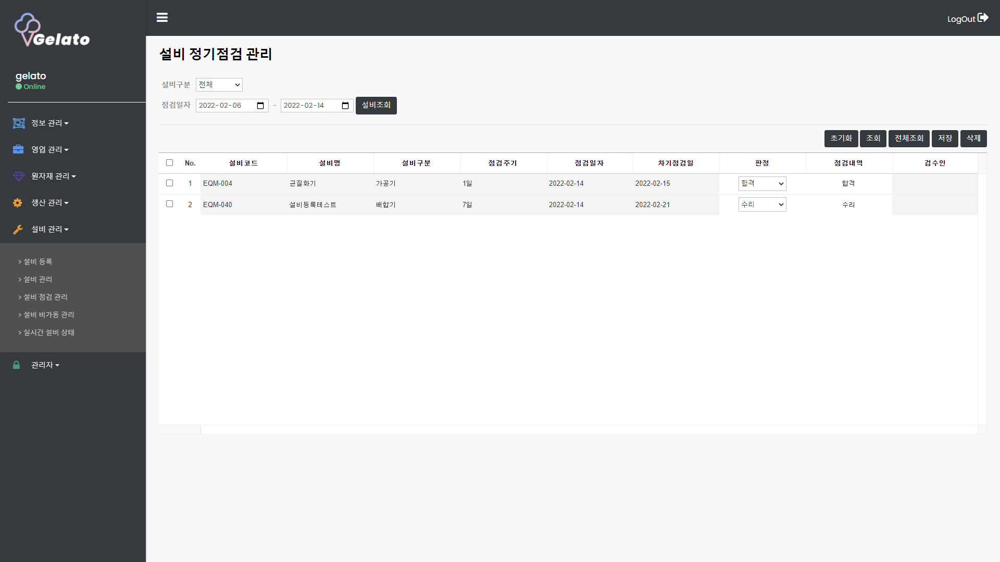 Gelato
LogOut
gelato
Online
정보 관리
영업 관리
원자재 관리
생산 관리
설비 관리
> 설비 등록
> 설비 관리
> 설비 점검 관리
> 설비 비가동 관리
> 실시간 설비 상태
관리자
설비 정기점검 관리
설비구분 전체
점검일자 2022-02-06 ~ 2022-02-14 설비조회
초기화 조회 전체조회 저장 삭제
No. 설비코드 설비명 설비구분 점검주기 점검일자 차기점검일 판정 점검내역 검수인
1 EQM-004 균질화기 가공기 1일 2022-02-14 2022-02-15 합격 합격
2 EQM-040 설비등록테스트 배합기 7일 2022-02-14 2022-02-21 수리 수리